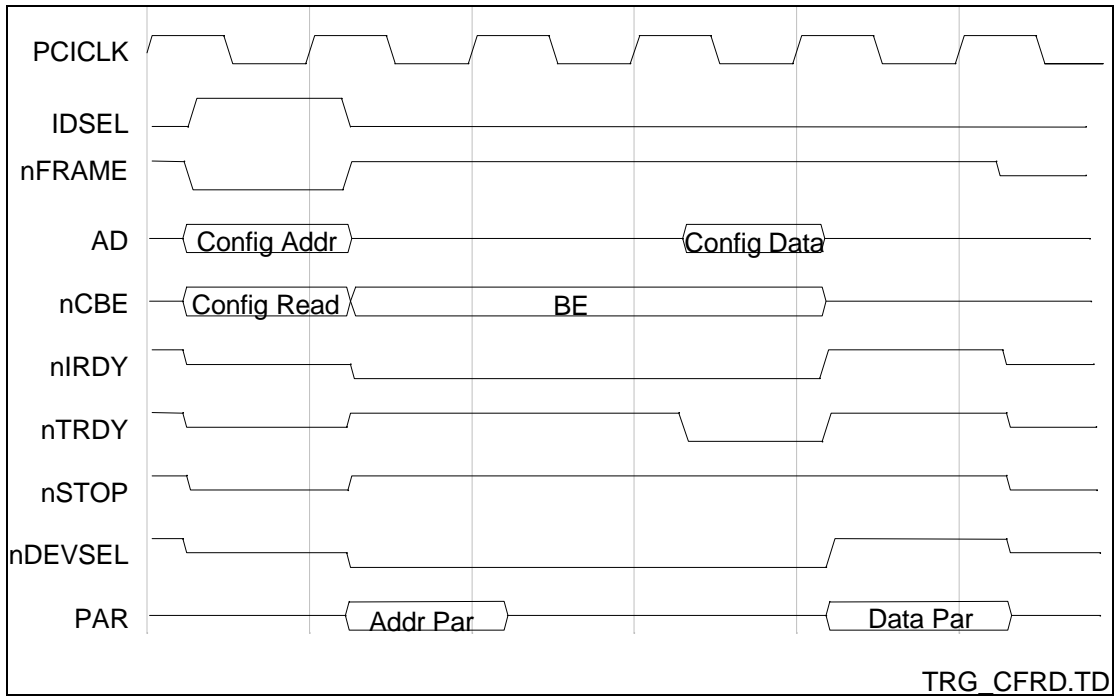 PCICLK
IDSEL
nFRAME
AD Config Addr Config Data
nCBE Config Read BE
nIRDY
nTRDY
nSTOP
nDEVSEL
PAR Addr Par Data Par
TRG_CFRD.TD